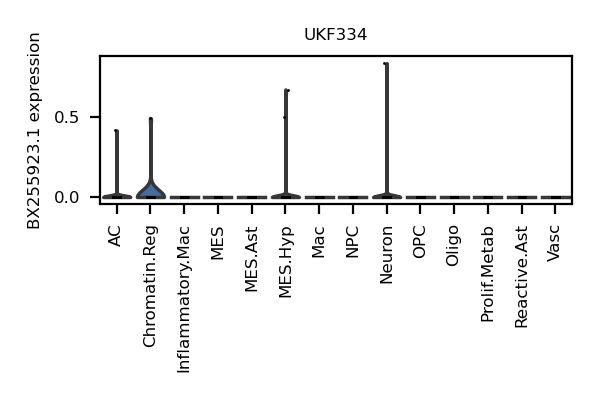 UKF334
BX255923.1 expression
0.5
0.0
AC
Chromatin.Reg
Inflammatory.Mac
MES
MES.Ast
MES.Hyp
Mac
NPC
Neuron
OPC
Oligo
Prolif.Metab
Reactive.Ast
Vasc